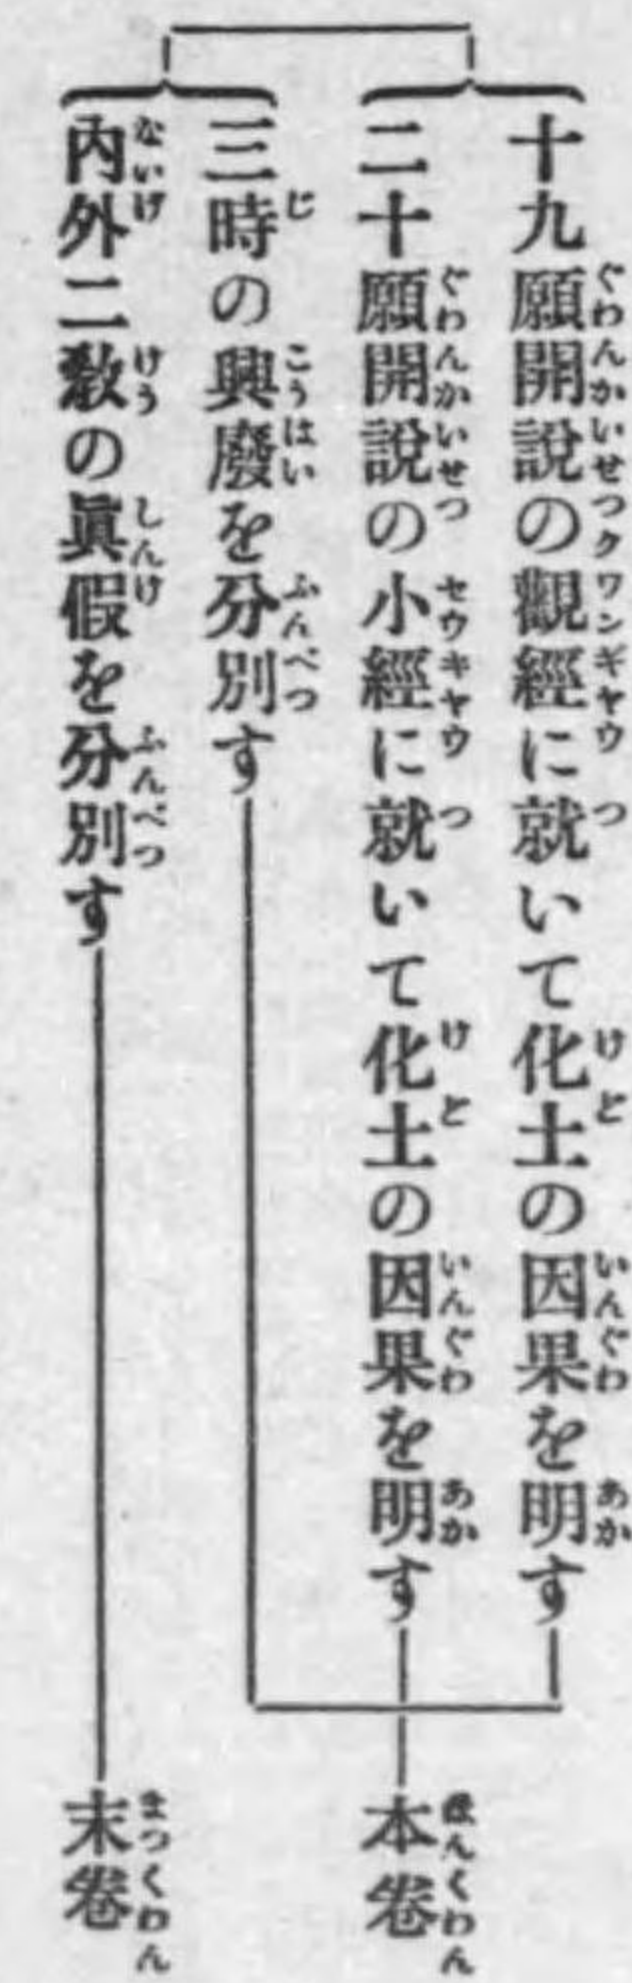 十九願開說の觀經に就いて化土の因果を明す
二十願開說の小經に就いて化土の因果を明す
本卷
三時の興廢を分別す
內外二敎の眞假を分別す
末卷